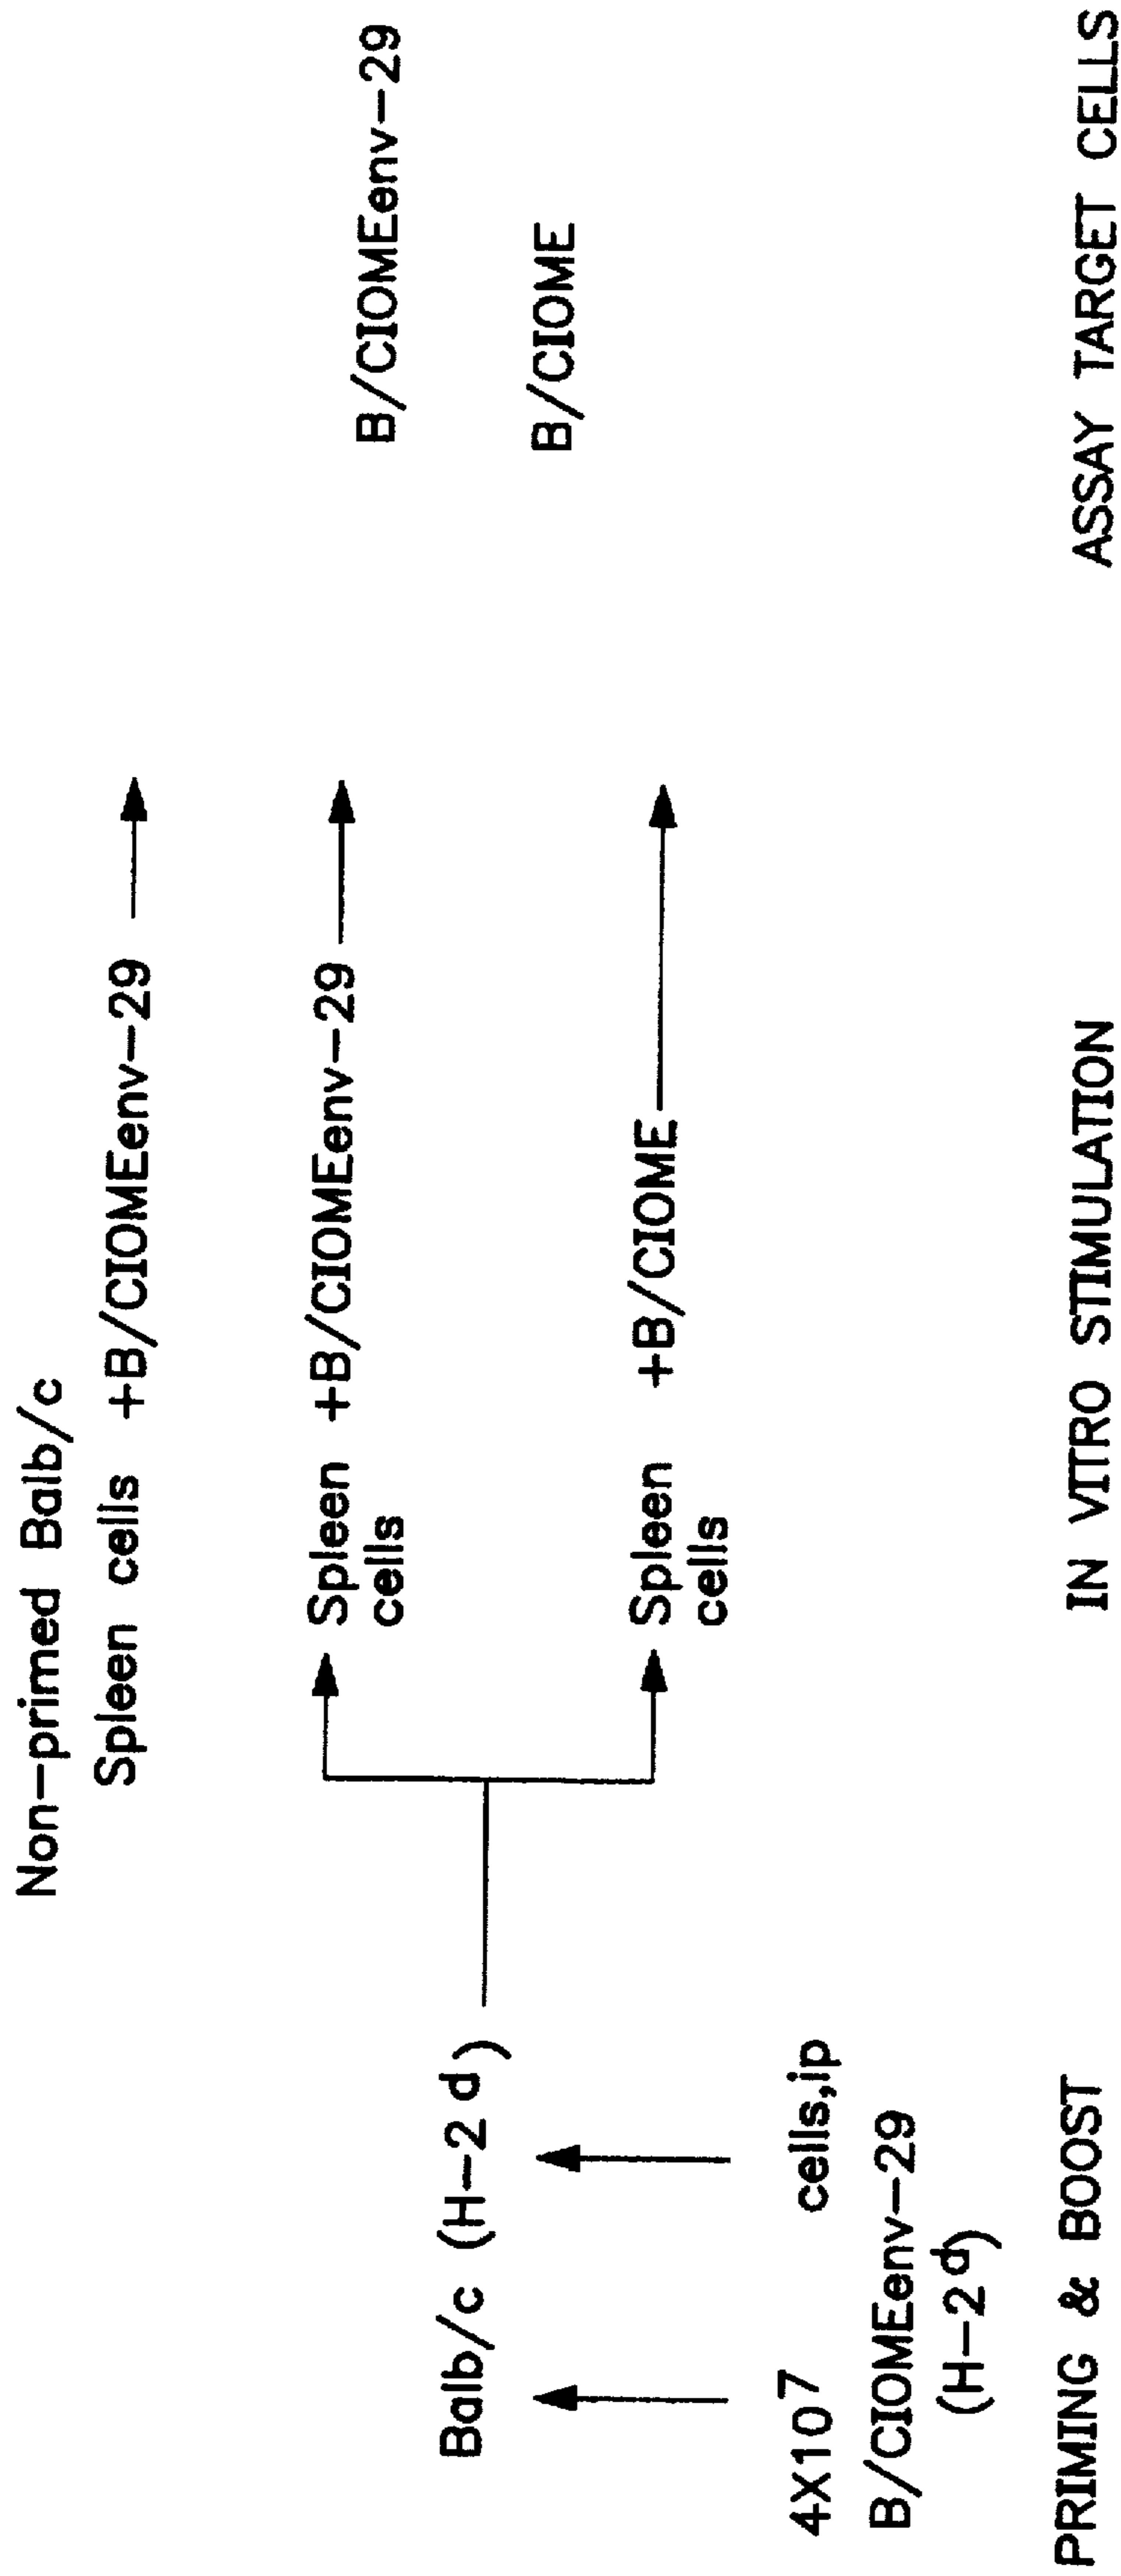 Non-primed Balb/c
Spleen cells +B/CIOMEenv-29
Balb/c (H-2 d)
Spleen cells +B/CIOMEenv-29
Spleen cells +B/CIOME
B/CIOMEenv-29
B/CIOME
4X10⁷ cells,ip
B/CIOMEenv-29
(H-2ᵈ)
PRIMING & BOOST
IN VITRO STIMULATION
ASSAY TARGET CELLS